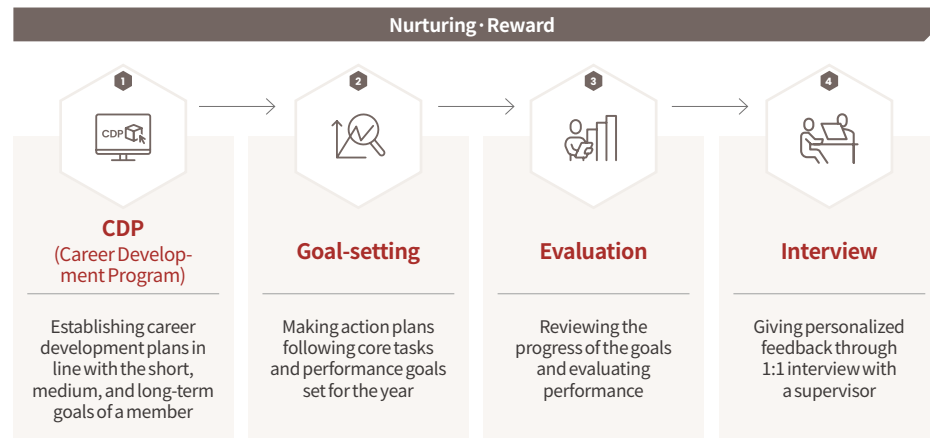 Nurturing·Reward
1
CDP
CDP
(Career Develop-
ment Program)
Establishing career
development plans in
line with the short,
medium, and long-term
goals of a member
2
Goal-setting
Making action plans
following core tasks
and performance goals
set for the year
3
Evaluation
Reviewing the
progress of the goals
and evaluating
performance
4
Interview
Giving personalized
feedback through
1:1 interview with
a supervisor